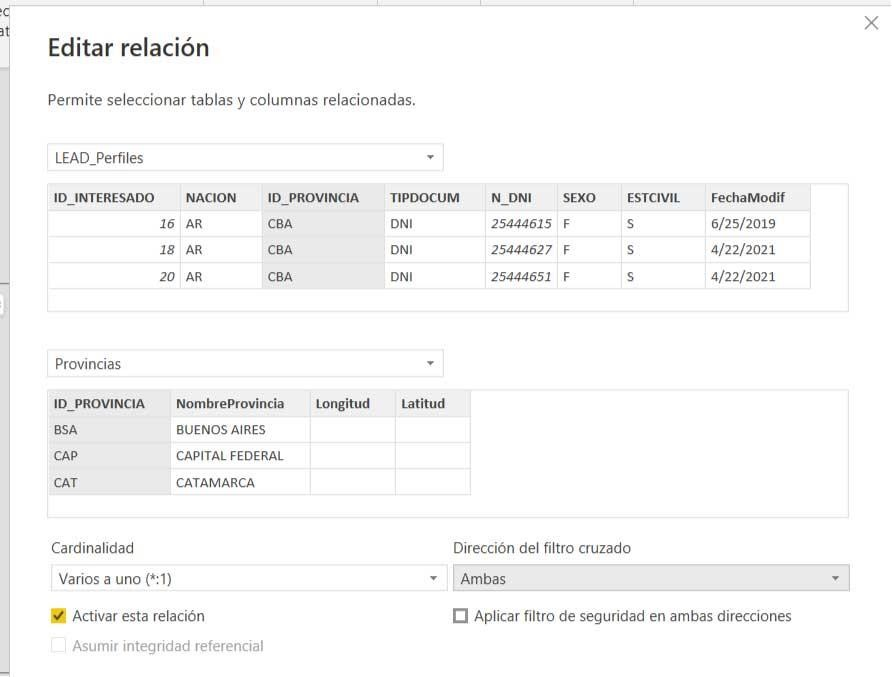 Editar relación
Permite seleccionar tablas y columnas relacionadas.
LEAD_Perfiles
ID_INTERESADO NACION ID_PROVINCIA TIPDOCUM N_DNI SEXO ESTCIVIL FechaModif
16 AR CBA DNI 25444615 F S 6/25/2019
18 AR CBA DNI 25444627 F S 4/22/2021
20 AR CBA DNI 25444651 F S 4/22/2021
Provincias
ID_PROVINCIA NombreProvincia Longitud Latitud
BSA BUENOS AIRES
CAP CAPITAL FEDERAL
CAT CATAMARCA
Cardinalidad Dirección del filtro cruzado
Varios a uno (*:1) Ambas
Activar esta relación Aplicar filtro de seguridad en ambas direcciones
Asumir integridad referencial